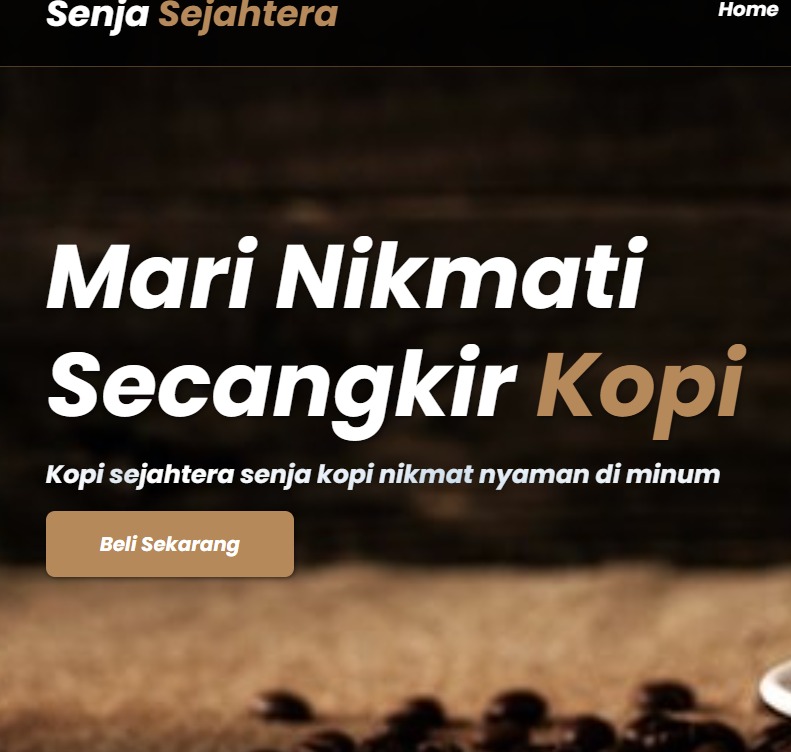 Senja Sejahtera
Home
Mari Nikmati
Secangkir Kopi
Kopi sejahtera senja kopi nikmat nyaman di minum
Beli Sekarang